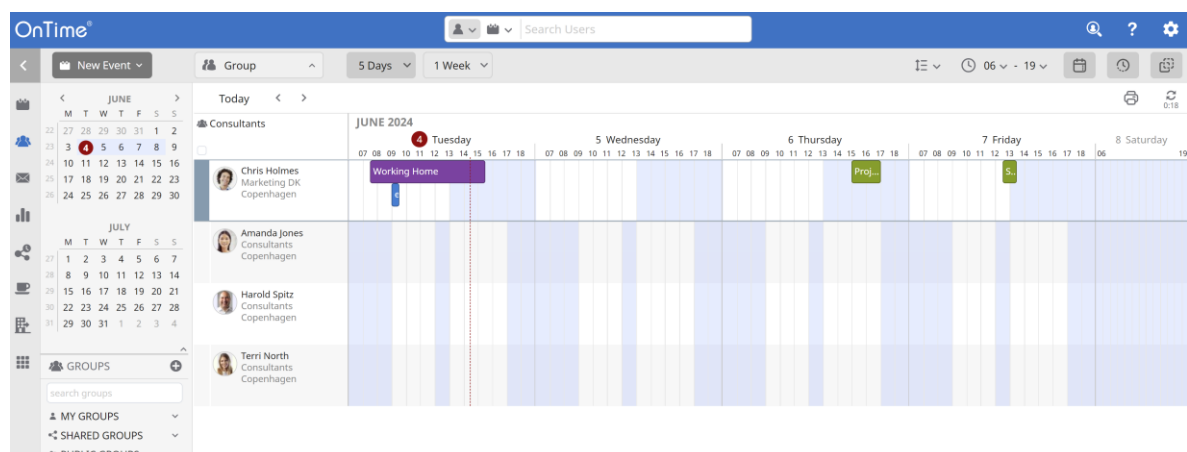 OnTime®
Search Users
New Event
Group
5 Days
1 Week
06 - 19
Today
0:18
JUNE
M T W T F S S
22 27 28 29 30 31 1 2
23 3 4 5 6 7 8 9
24 10 11 12 13 14 15 16
25 17 18 19 20 21 22 23
26 24 25 26 27 28 29 30
JULY
M T W T F S S
27 1 2 3 4 5 6 7
28 8 9 10 11 12 13 14
29 15 16 17 18 19 20 21
30 22 23 24 25 26 27 28
31 29 30 31 1 2 3 4
GROUPS
search groups
MY GROUPS
SHARED GROUPS
Consultants
JUNE 2024
4 Tuesday
5 Wednesday
6 Thursday
7 Friday
8 Saturday
07 08 09 10 11 12 13 14 15 16 17 18
07 08 09 10 11 12 13 14 15 16 17 18
07 08 09 10 11 12 13 14 15 16 17 18
07 08 09 10 11 12 13 14 15 16 17 18
06 19
Chris Holmes
Marketing DK
Copenhagen
Working Home
Proj...
S..
Amanda Jones
Consultants
Copenhagen
Harold Spitz
Consultants
Copenhagen
Terri North
Consultants
Copenhagen